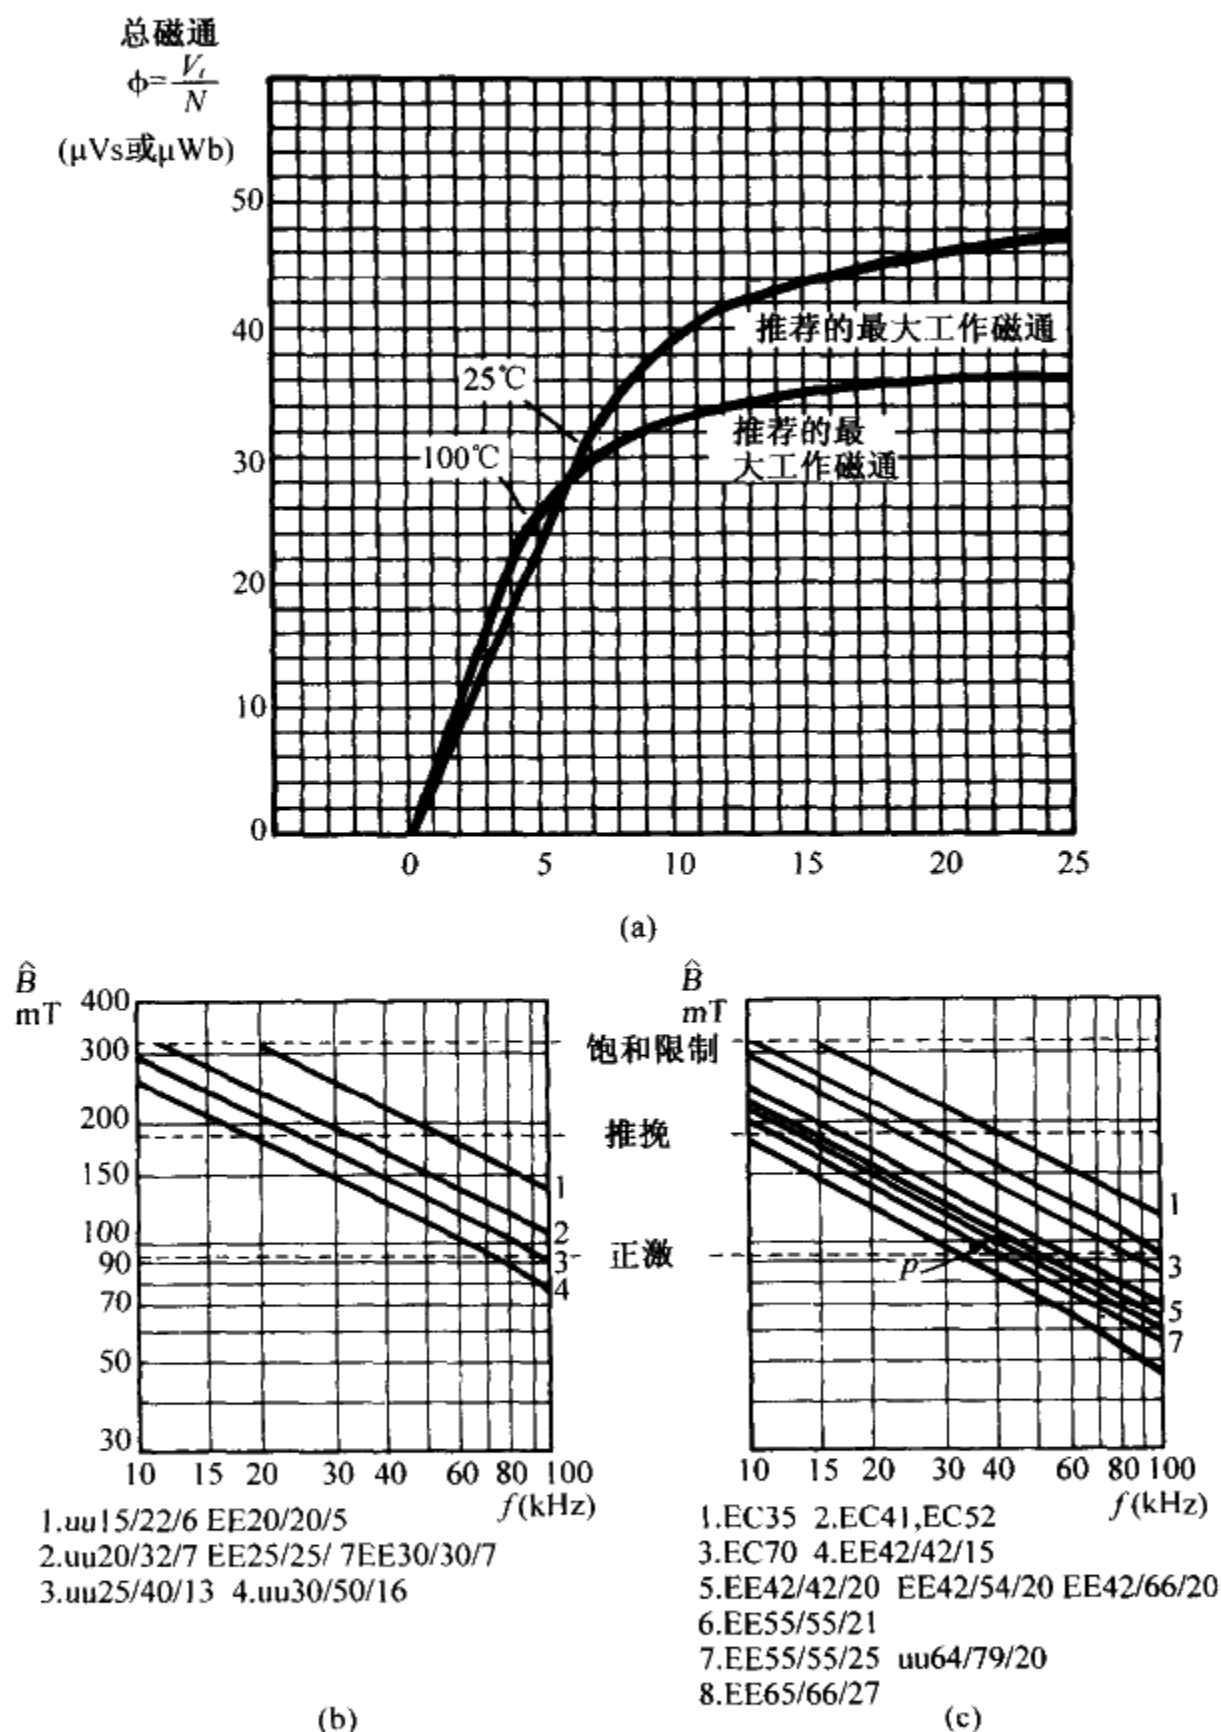 总磁通
ϕ=V_t/N
(μVs或μWb)
50
40
30
20
10
0
推荐的最大工作磁通
25℃
推荐的最
大工作磁通
100℃
0 5 10 15 20 25
(a)
B̂
mT
400
300
200
150
100
90
70
50
30
10 15 20 30 40 60 80 100
f(kHz)
1
2
3
4
饱和限制
推挽
正激
B̂
mT
p
1
3
5
7
10 15 20 30 40 60 80 100
f(kHz)
1.uu15/22/6 EE20/20/5
2.uu20/32/7 EE25/25/ 7EE30/30/7
3.uu25/40/13 4.uu30/50/16
(b)
1.EC35 2.EC41,EC52
3.EC70 4.EE42/42/15
5.EE42/42/20 EE42/54/20 EE42/66/20
6.EE55/55/21
7.EE55/55/25 uu64/79/20
8.EE65/66/27
(c)